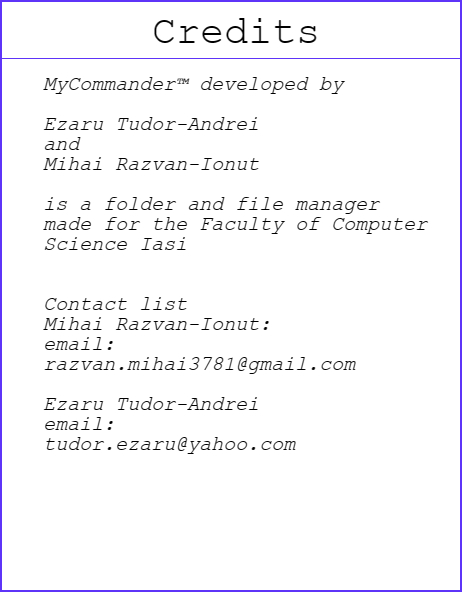 Credits
MyCommander™ developed by
Ezaru Tudor-Andrei
and
Mihai Razvan-Ionut
is a folder and file manager
made for the Faculty of Computer
Science Iasi
Contact list
Mihai Razvan-Ionut:
email:
razvan.mihai3781@gmail.com
Ezaru Tudor-Andrei
email:
tudor.ezaru@yahoo.com